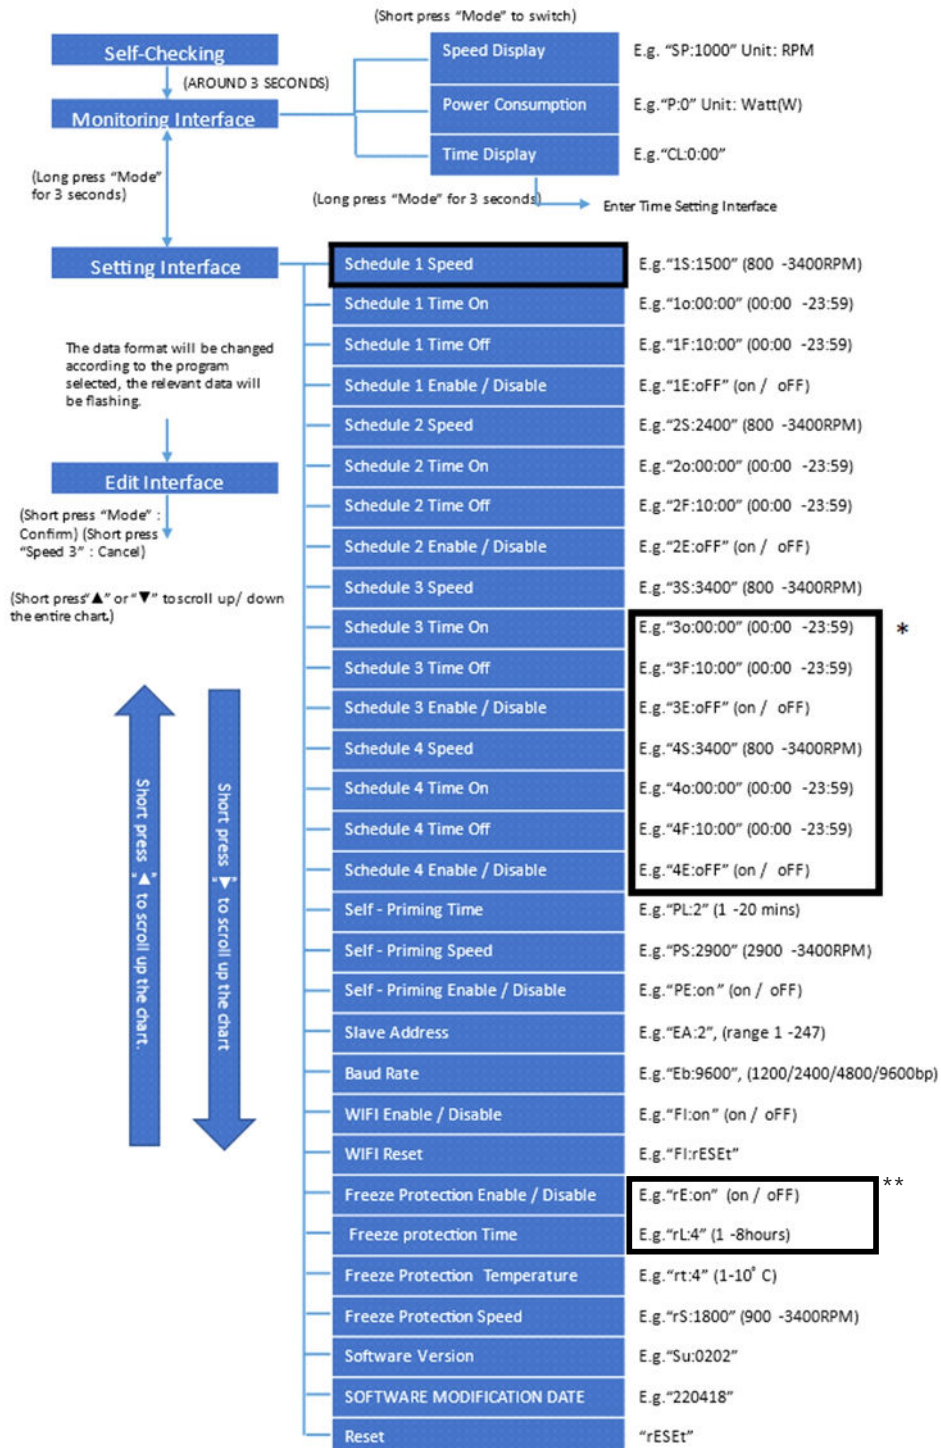 (Short press “Mode” to switch)
Self-Checking
(AROUND 3 SECONDS)
Monitoring Interface
Speed Display
E.g. “SP:1000” Unit: RPM
Power Consumption
E.g.“P:0” Unit: Watt(W)
Time Display
E.g.“CL:0:00”
(Long press “Mode”
for 3 seconds)
(Long press “Mode” for 3 seconds)
Enter Time Setting Interface
Setting Interface
The data format will be changed
according to the program
selected, the relevant data will
be flashing.
Edit Interface
(Short press “Mode” :
Confirm) (Short press
“Speed 3” : Cancel)
(Short press“▲” or “▼” to scroll up/ down
the entire chart.)
Short press “▲” to scroll up the chart.
Short press “▼” to scroll up the chart
Schedule 1 Speed
E.g.“1S:1500” (800 -3400RPM)
Schedule 1 Time On
E.g.“1o:00:00” (00:00 -23:59)
Schedule 1 Time Off
E.g.“1F:10:00” (00:00 -23:59)
Schedule 1 Enable / Disable
E.g.“1E:oFF” (on / oFF)
Schedule 2 Speed
E.g.“2S:2400” (800 -3400RPM)
Schedule 2 Time On
E.g.“2o:00:00” (00:00 -23:59)
Schedule 2 Time Off
E.g.“2F:10:00” (00:00 -23:59)
Schedule 2 Enable / Disable
E.g.“2E:oFF” (on / oFF)
Schedule 3 Speed
E.g.“3S:3400” (800 -3400RPM)
Schedule 3 Time On
E.g.“3o:00:00” (00:00 -23:59) *
Schedule 3 Time Off
E.g.“3F:10:00” (00:00 -23:59)
Schedule 3 Enable / Disable
E.g.“3E:oFF” (on / oFF)
Schedule 4 Speed
E.g.“4S:3400” (800 -3400RPM)
Schedule 4 Time On
E.g.“4o:00:00” (00:00 -23:59)
Schedule 4 Time Off
E.g.“4F:10:00” (00:00 -23:59)
Schedule 4 Enable / Disable
E.g.“4E:oFF” (on / oFF)
Self - Priming Time
E.g.“PL:2” (1 -20 mins)
Self - Priming Speed
E.g.“PS:2900” (2900 -3400RPM)
Self - Priming Enable / Disable
E.g.“PE:on” (on / oFF)
Slave Address
E.g.“EA:2”, (range 1 -247)
Baud Rate
E.g.“Eb:9600”, (1200/2400/4800/9600bp)
WIFI Enable / Disable
E.g.“FI:on” (on / oFF)
WIFI Reset
E.g.“FI:rESEt”
Freeze Protection Enable / Disable
E.g.“rE:on” (on / oFF) **
Freeze protection Time
E.g.“rL:4” (1 -8hours)
Freeze Protection Temperature
E.g.“rt:4” (1-10° C)
Freeze Protection Speed
E.g.“rS:1800” (900 -3400RPM)
Software Version
E.g.“Su:0202”
SOFTWARE MODIFICATION DATE
E.g.“220418”
Reset
“rESEt”